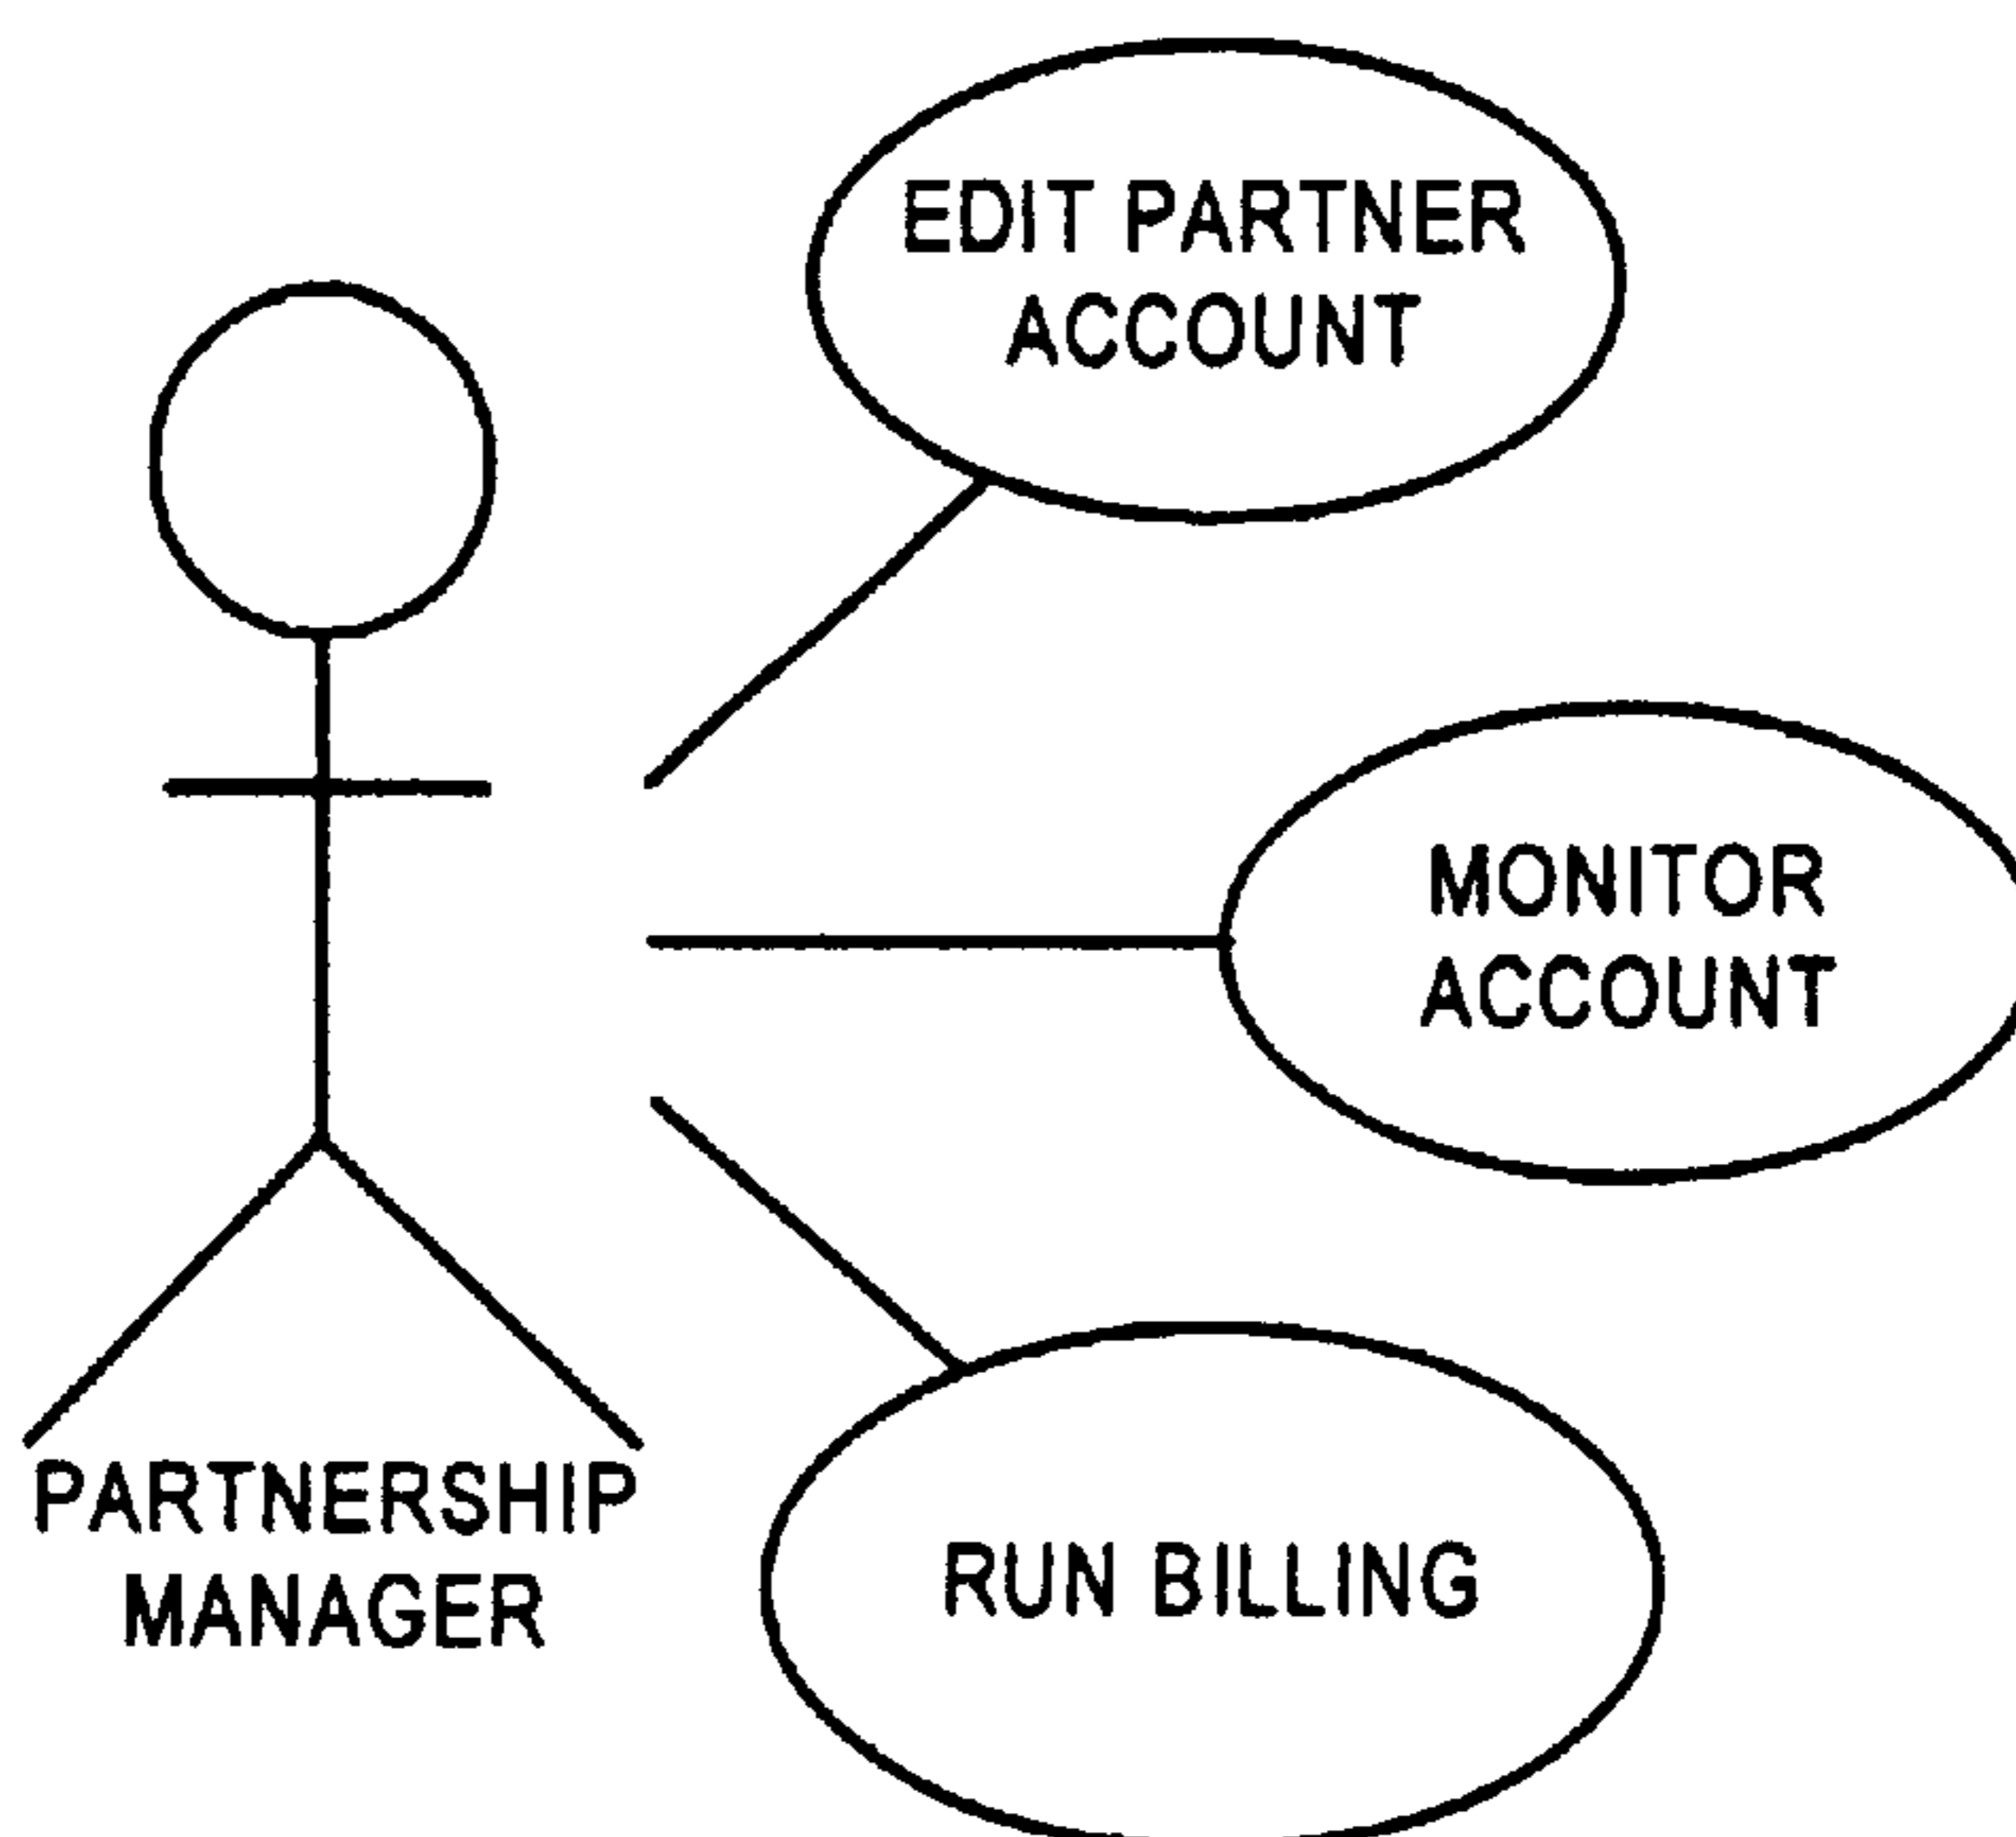 EDIT PARTNER
ACCOUNT
MONITOR
ACCOUNT
PARTNERSHIP
MANAGER
RUN BILLING